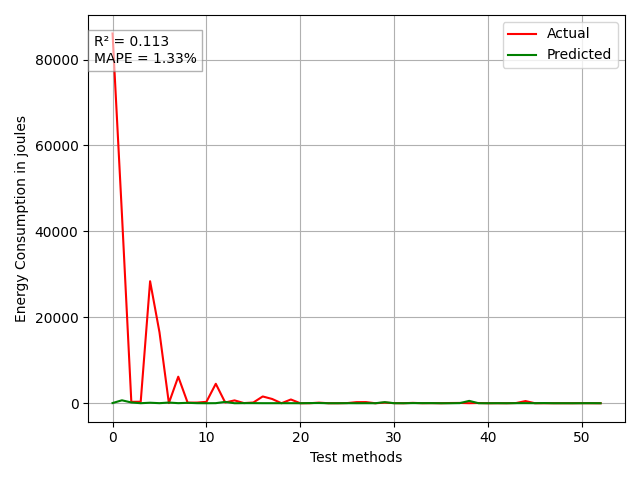 R² = 0.113
MAPE = 1.33%
Actual
Predicted
80000
60000
40000
20000
0
Energy Consumption in joules
0 10 20 30 40 50
Test methods